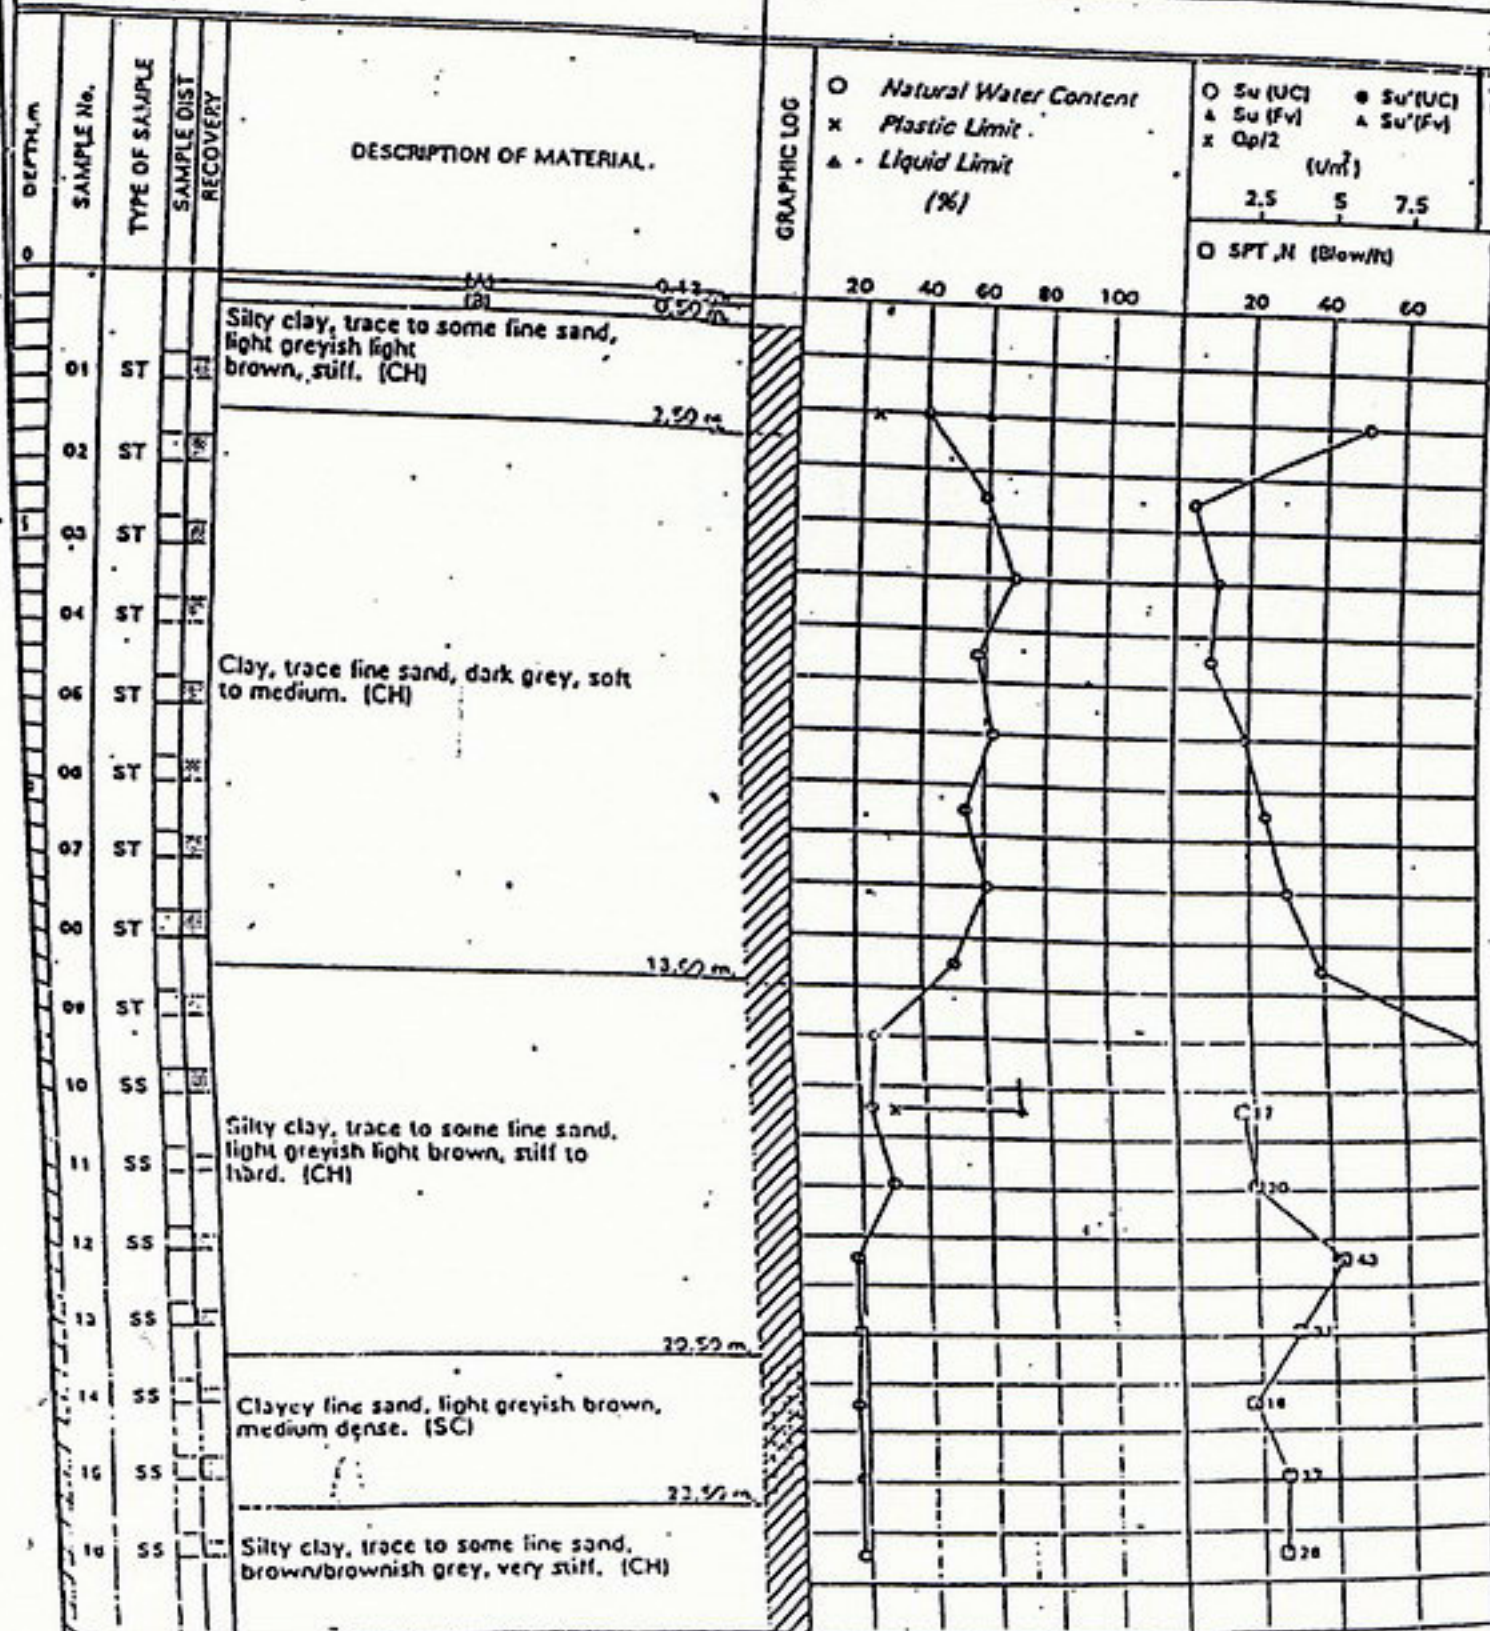 DEPTH,m
SAMPLE No.
TYPE OF SAMPLE
SAMPLE DIST
RECOVERY
DESCRIPTION OF MATERIAL.
GRAPHIC LOG
O Natural Water Content
x Plastic Limit.
▲ Liquid Limit
(%)
20 40 60 80 100
O Su (UC) ● Su'(UC)
▲ Su (Fv) ▲ Su'(Fv)
x Qp/2
(t/m²)
2.5 5 7.5
O SPT ,N (Blow/ft)
20 40 60
0
(A)
0.50 m.
Silty clay, trace to some fine sand,
light greyish light
brown, stiff. (CH)
2.50 m.
01 ST
02 ST
03 ST
04 ST
ST
06 ST
07 ST
ST
09 ST
10 SS
11 SS
12 SS
13 SS
14 SS
SS
SS
Clay, trace fine sand, dark grey, soft
to medium. (CH)
13.50 m.
Silty clay, trace to some fine sand,
light greyish light brown, stiff to
hard. (CH)
20.50 m.
Clayey fine sand, light greyish brown,
medium dense. (SC)
Silty clay, trace to some fine sand,
brown/brownish grey, very stiff. (CH)
17
20
43
28